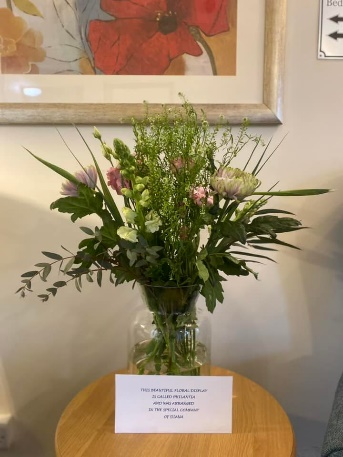 Bed
THIS BEAUTIFUL FLORAL DISPLAY
IS CALLED
AND WAS ARRANGED
IN THE SPECIAL COMPANY
OF